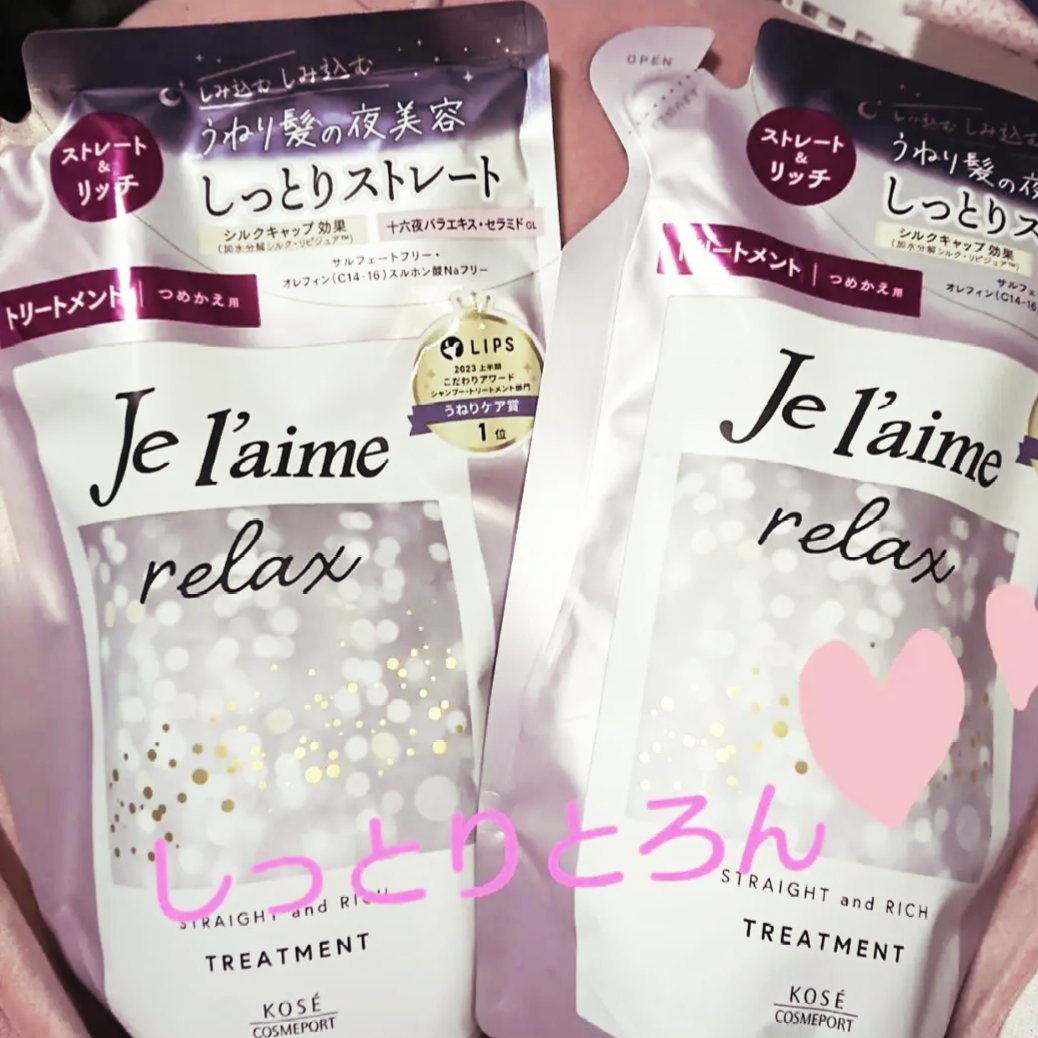 しみ込む しみ込む
うねり髪の夜美容
ストレート
&
リッチ
しっとりストレート
シルクキャップ効果
(加水分解シルク・リピジュア™)
十六夜バラエキス・セラミドGL
サルフェートフリー・
オレフィン(C14-16)スルホン酸Naフリー
トリートメント | つめかえ用
LIPS
2023 上半期
こだわりアワード
シャンプー・トリートメント部門
うねりケア賞
1位
Je l'aime
relax
STRAIGHT and RICH
TREATMENT
KOSÉ
COSMEPORT
OPEN
しみ込む しみ込む
うねり髪の夜
ストレート
&
リッチ
しっとりス
シルクキャップ効果
(加水分解シルク・リピジュア™)
サルフェ
オレフィン(C14-16)
トリートメント | つめかえ用
Je l'aime
relax
STRAIGHT and RICH
TREATMENT
KOSÉ
COSMEPORT
しっとりとろん